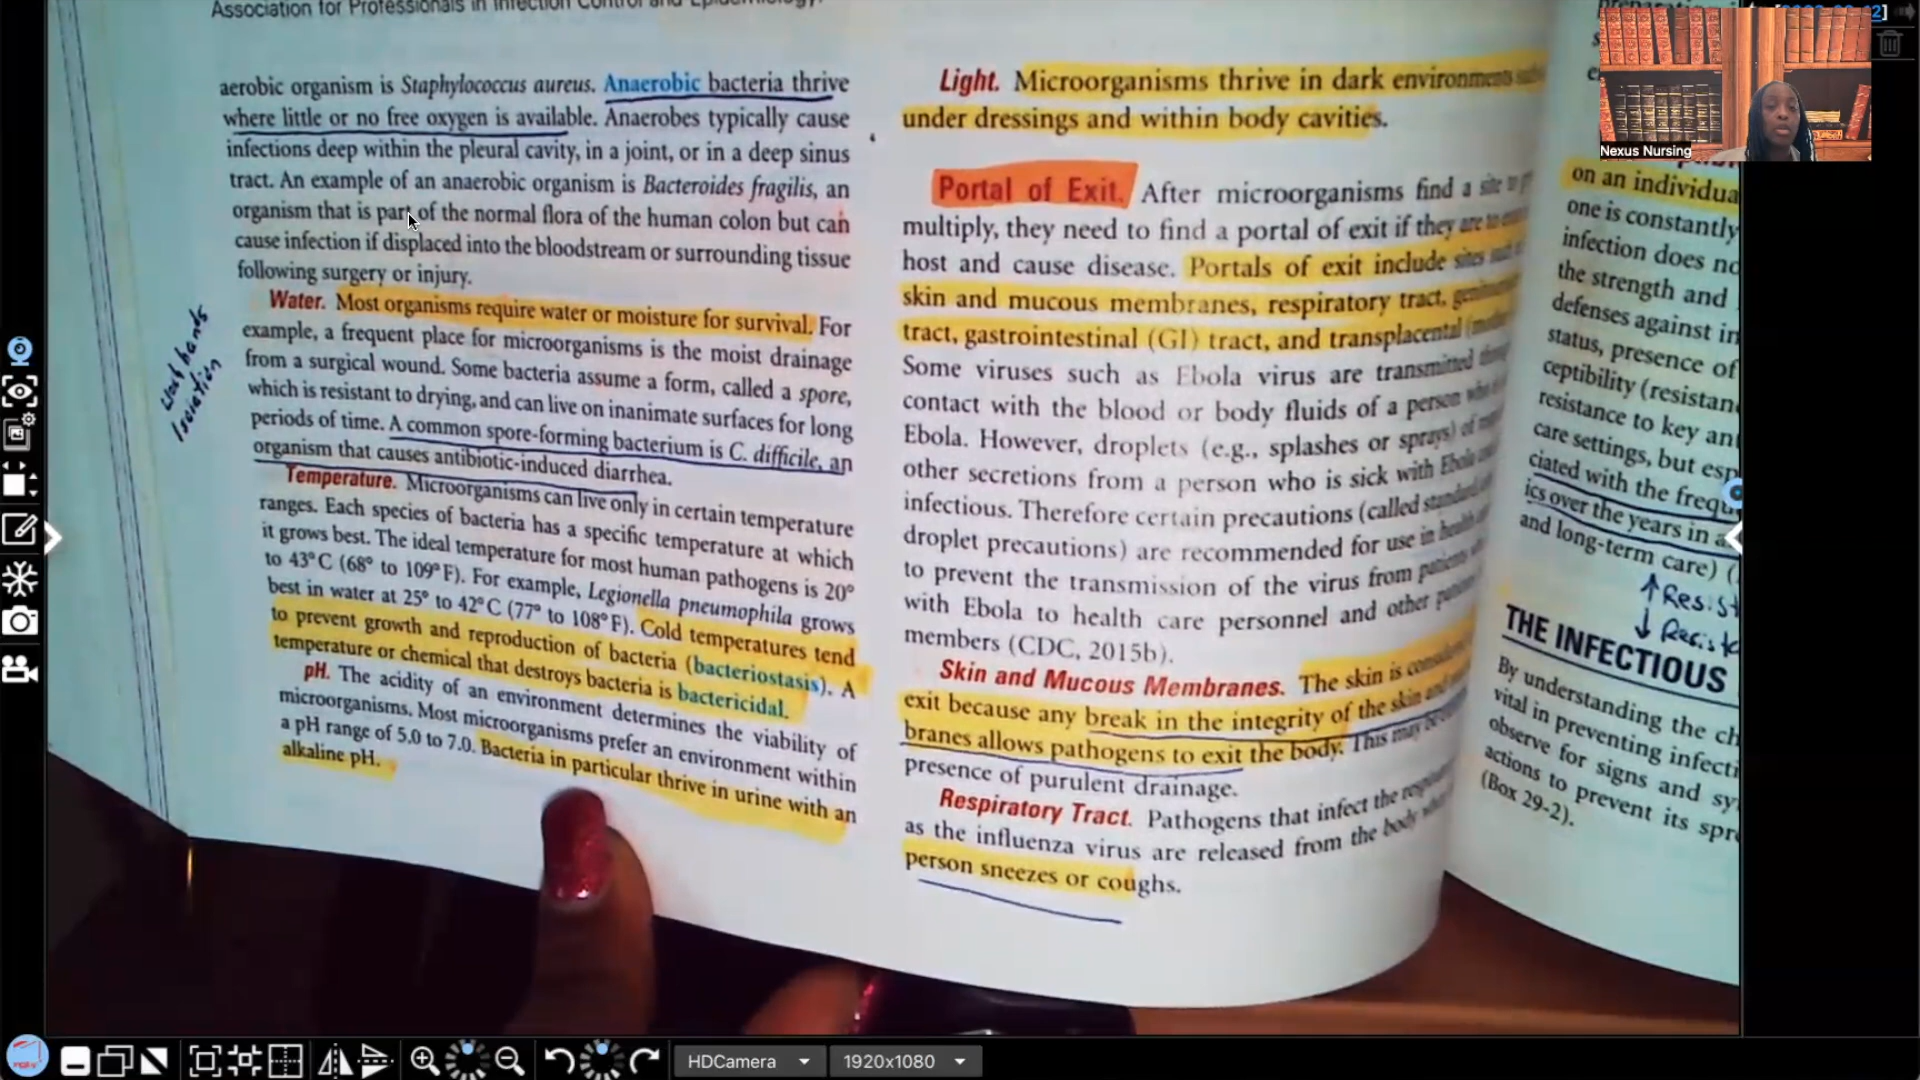 Association for Professionals in Infection Control and Epidemiology.
aerobic organism is Staphylococcus aureus. Anaerobic bacteria thrive
where little or no free oxygen is available. Anaerobes typically cause
infections deep within the pleural cavity, in a joint, or in a deep sinus
tract. An example of an anaerobic organism is Bacteroides fragilis, an
organism that is part of the normal flora of the human colon but can
cause infection if displaced into the bloodstream or surrounding tissue
following surgery or injury.
Water. Most organisms require water or moisture for survival. For
example, a frequent place for microorganisms is the moist drainage
from a surgical wound. Some bacteria assume a form, called a spore,
which is resistant to drying, and can live on inanimate surfaces for long
periods of time. A common spore-forming bacterium is C. difficile, an
organism that causes antibiotic-induced diarrhea.
Temperature. Microorganisms can live only in certain temperature
ranges. Each species of bacteria has a specific temperature at which
it grows best. The ideal temperature for most human pathogens is 20°
to 43°C (68° to 109°F). For example, Legionella pneumophila grows
best in water at 25° to 42°C (77° to 108°F). Cold temperatures tend
to prevent growth and reproduction of bacteria (bacteriostasis). A
temperature or chemical that destroys bacteria is bactericidal.
pH. The acidity of an environment determines the viability of
microorganisms. Most microorganisms prefer an environment within
a pH range of 5.0 to 7.0. Bacteria in particular thrive in urine with an
alkaline pH.
hands
Isolation
Light. Microorganisms thrive in dark environments
under dressings and within body cavities.
Portal of Exit. After microorganisms find a site to
multiply, they need to find a portal of exit if they are to
host and cause disease. Portals of exit include sites
skin and mucous membranes, respiratory tract,
tract, gastrointestinal (GI) tract, and transplacental
Some viruses such as Ebola virus are transmitted
contact with the blood or body fluids of a person
Ebola. However, droplets (e.g., splashes or sprays) of
other secretions from a person who is sick with Ebola
infectious. Therefore certain precautions (called
droplet precautions) are recommended for use in health
to prevent the transmission of the virus from patients
with Ebola to health care personnel and other
members (CDC, 2015b).
Skin and Mucous Membranes. The skin is
exit because any break in the integrity of the skin and
branes allows pathogens to exit the body. This may be
presence of purulent drainage.
Respiratory Tract. Pathogens that infect the
as the influenza virus are released from the body
person sneezes or coughs.
on an individua
one is constantly
infection does no
the strength and
defenses against in
status, presence of
ceptibility (resistan
resistance to key an
care settings, but esp
ciated with the frequ
ics over the years in a
and long-term care) (
↑Resist
↓
THE INFECTIOUS
By understanding the ch
vital in preventing infecti
observe for signs and sy
actions to prevent its spr
(Box 29-2).
Nexus Nursing
HDCamera
1920x1080